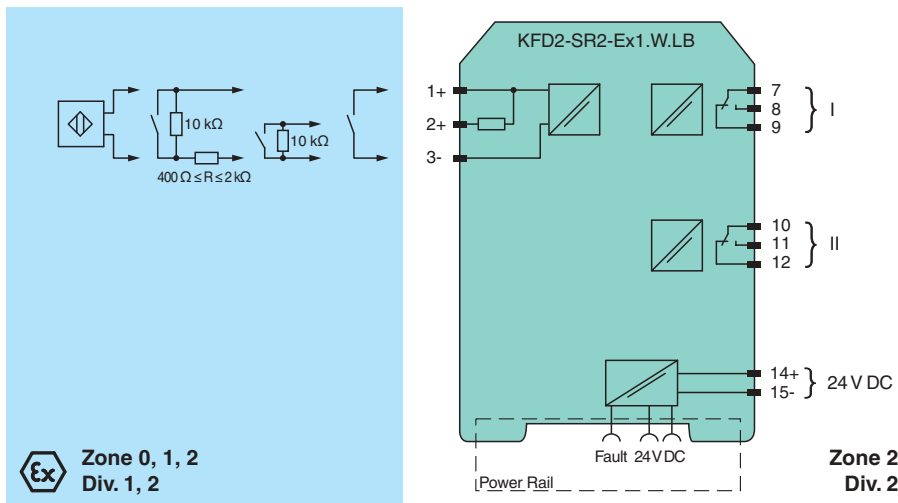 KFD2-SR2-Ex1.W.LB
1+
2+
3-
10 kΩ
10 kΩ
400 Ω ≤ R ≤ 2 kΩ
7
8
9
I
10
11
12
II
14+
15-
24 V DC
Fault 24 V DC
Power Rail
Ex
Zone 0, 1, 2
Div. 1, 2
Zone 2
Div. 2